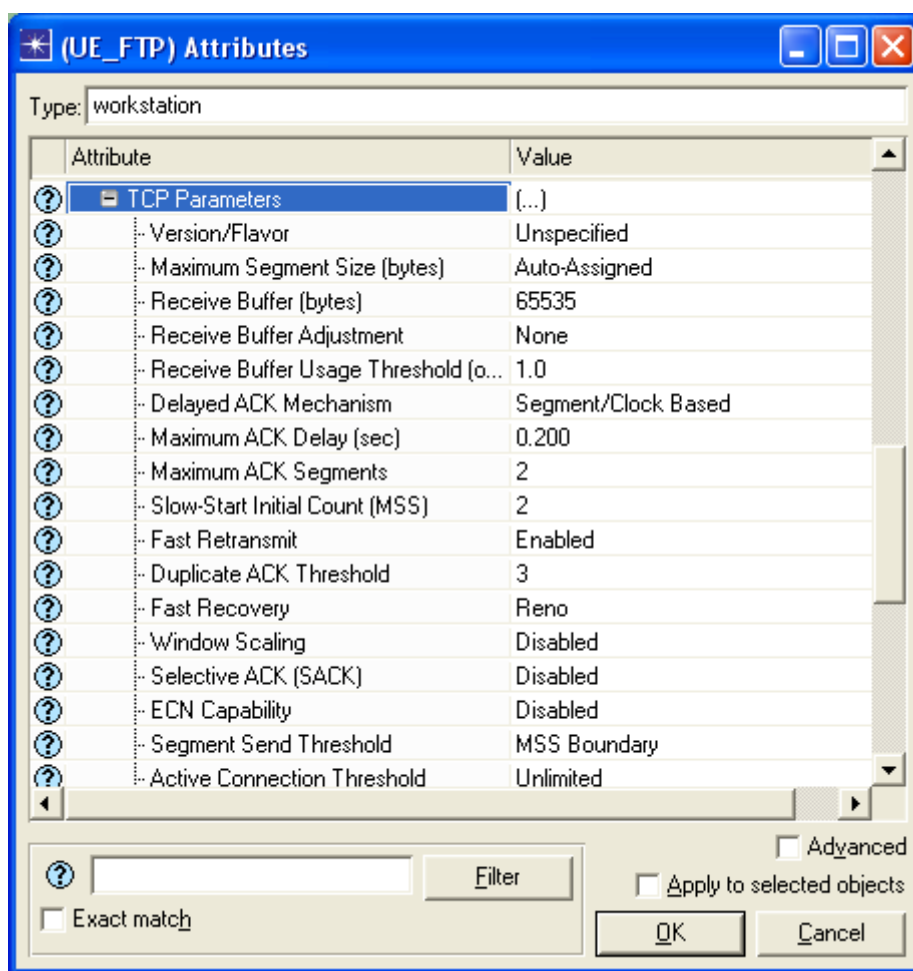 (UE_FTP) Attributes
Type: workstation
Attribute Value
TCP Parameters (...)
Version/Flavor Unspecified
Maximum Segment Size (bytes) Auto-Assigned
Receive Buffer (bytes) 65535
Receive Buffer Adjustment None
Receive Buffer Usage Threshold (o... 1.0
Delayed ACK Mechanism Segment/Clock Based
Maximum ACK Delay (sec) 0.200
Maximum ACK Segments 2
Slow-Start Initial Count (MSS) 2
Fast Retransmit Enabled
Duplicate ACK Threshold 3
Fast Recovery Reno
Window Scaling Disabled
Selective ACK (SACK) Disabled
ECN Capability Disabled
Segment Send Threshold MSS Boundary
Active Connection Threshold Unlimited
Advanced
Filter
Apply to selected objects
Exact match
OK Cancel